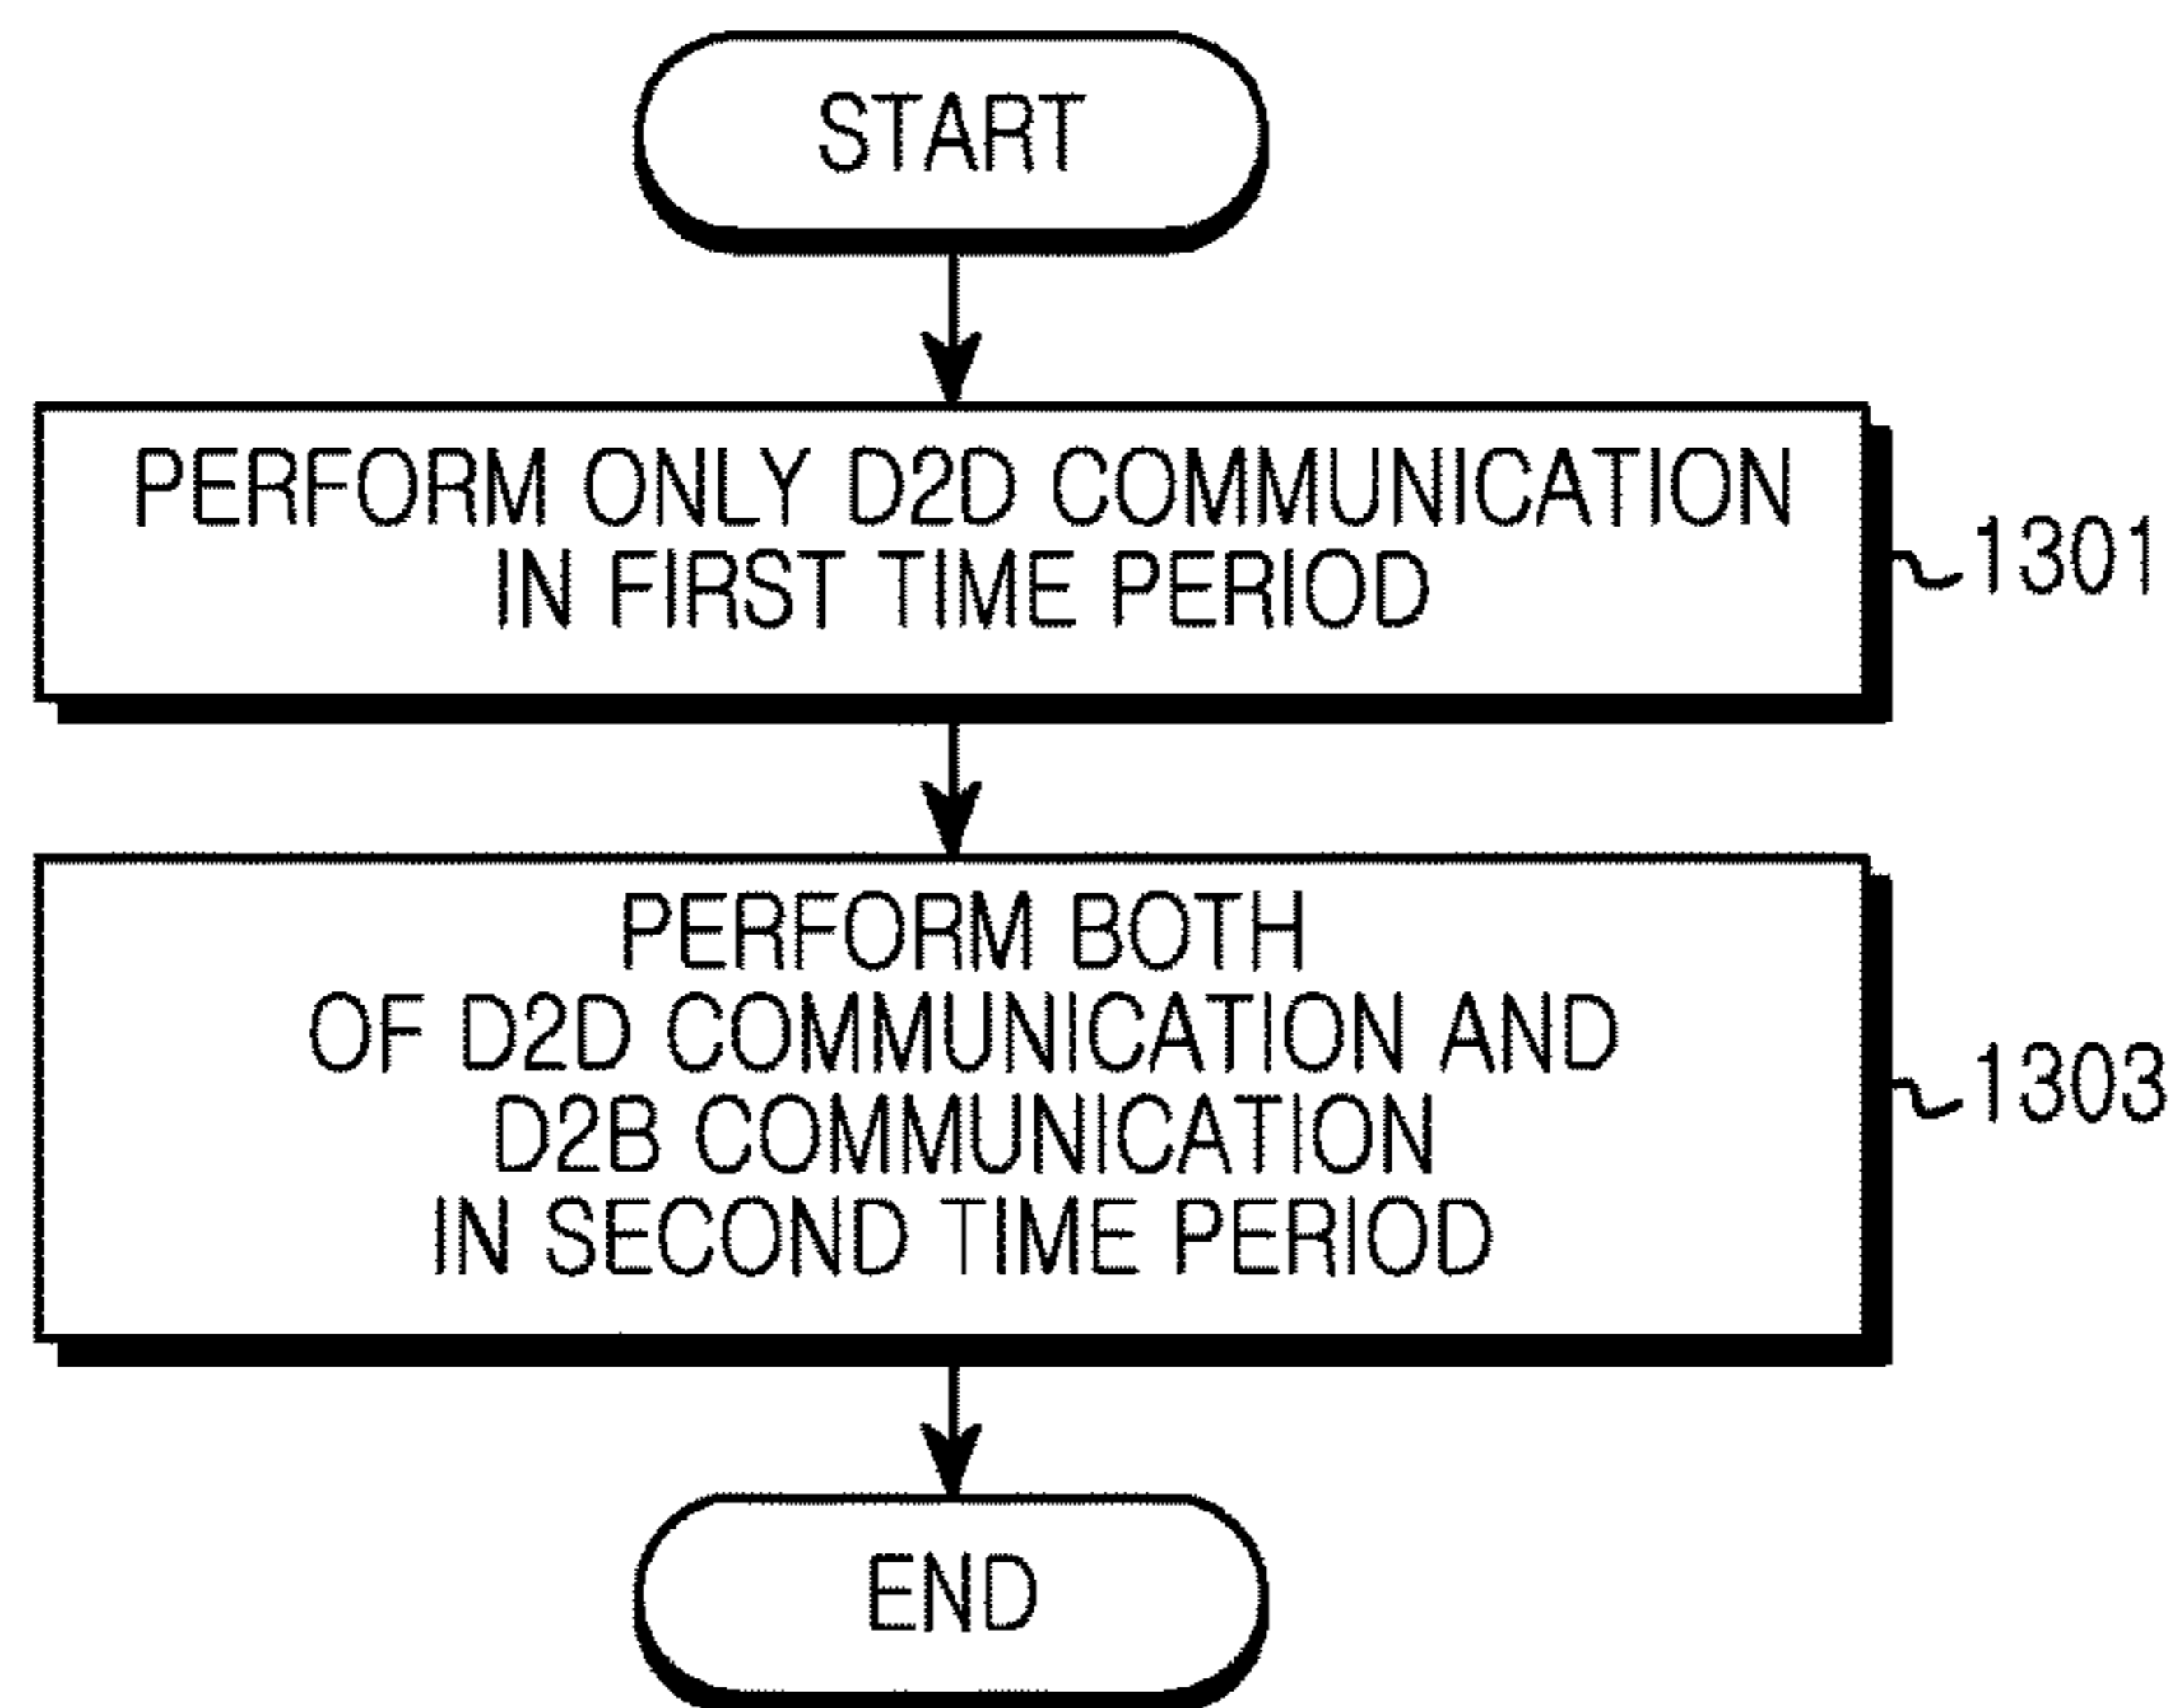 START
PERFORM ONLY D2D COMMUNICATION
IN FIRST TIME PERIOD
1301
PERFORM BOTH
OF D2D COMMUNICATION AND
D2B COMMUNICATION
IN SECOND TIME PERIOD
1303
END